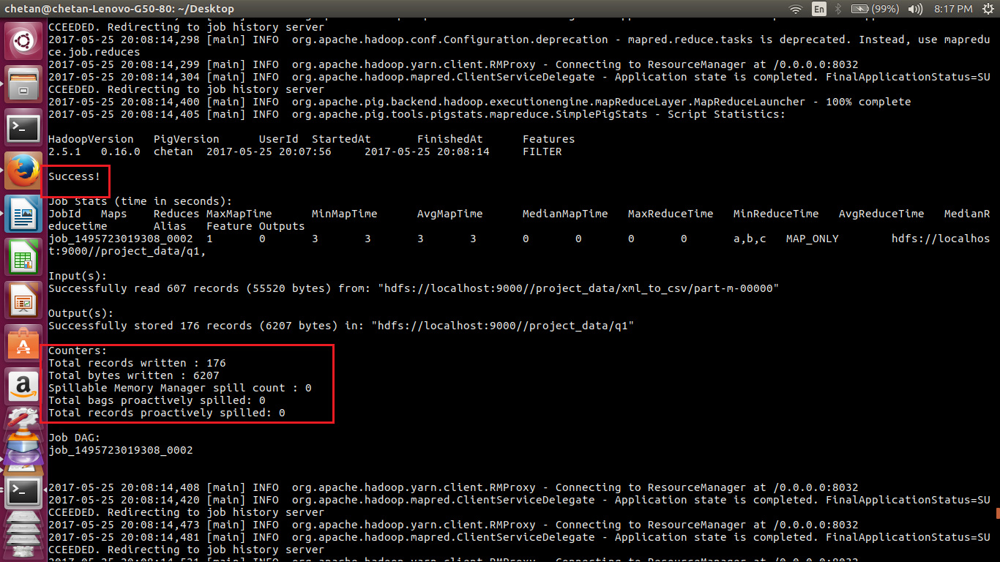 chetan@chetan-Lenovo-G50-80: ~/Desktop
En
(99%)
8:17 PM
CCEEDED. Redirecting to job history server
2017-05-25 20:08:14,298 [main] INFO  org.apache.hadoop.conf.Configuration.deprecation - mapred.reduce.tasks is deprecated. Instead, use mapredu
ce.job.reduces
2017-05-25 20:08:14,299 [main] INFO  org.apache.hadoop.yarn.client.RMProxy - Connecting to ResourceManager at /0.0.0.0:8032
2017-05-25 20:08:14,304 [main] INFO  org.apache.hadoop.mapred.ClientServiceDelegate - Application state is completed. FinalApplicationStatus=SU
CCEEDED. Redirecting to job history server
2017-05-25 20:08:14,400 [main] INFO  org.apache.pig.backend.hadoop.executionengine.mapReduceLayer.MapReduceLauncher - 100% complete
2017-05-25 20:08:14,405 [main] INFO  org.apache.pig.tools.pigstats.mapreduce.SimplePigStats - Script Statistics:
HadoopVersion   PigVersion      UserId  StartedAt       FinishedAt      Features
2.5.1   0.16.0  chetan  2017-05-25 20:07:56     2017-05-25 20:08:14     FILTER
Success!
Job Stats (time in seconds):
JobId   Maps    Reduces MaxMapTime      MinMapTime      AvgMapTime      MedianMapTime   MaxReduceTime   MinReduceTime   AvgReduceTime   MedianR
educetime       Alias   Feature Outputs
job_1495723019308_0002  1       0       3       3       3       3       0       0       0       0       a,b,c   MAP_ONLY        hdfs://localhos
t:9000//project_data/q1,
Input(s):
Successfully read 607 records (55520 bytes) from: "hdfs://localhost:9000//project_data/xml_to_csv/part-m-00000"
Output(s):
Successfully stored 176 records (6207 bytes) in: "hdfs://localhost:9000//project_data/q1"
Counters:
Total records written : 176
Total bytes written : 6207
Spillable Memory Manager spill count : 0
Total bags proactively spilled: 0
Total records proactively spilled: 0
Job DAG:
job_1495723019308_0002
2017-05-25 20:08:14,408 [main] INFO  org.apache.hadoop.yarn.client.RMProxy - Connecting to ResourceManager at /0.0.0.0:8032
2017-05-25 20:08:14,420 [main] INFO  org.apache.hadoop.mapred.ClientServiceDelegate - Application state is completed. FinalApplicationStatus=SU
CCEEDED. Redirecting to job history server
2017-05-25 20:08:14,473 [main] INFO  org.apache.hadoop.yarn.client.RMProxy - Connecting to ResourceManager at /0.0.0.0:8032
2017-05-25 20:08:14,481 [main] INFO  org.apache.hadoop.mapred.ClientServiceDelegate - Application state is completed. FinalApplicationStatus=SU
CCEEDED. Redirecting to job history server